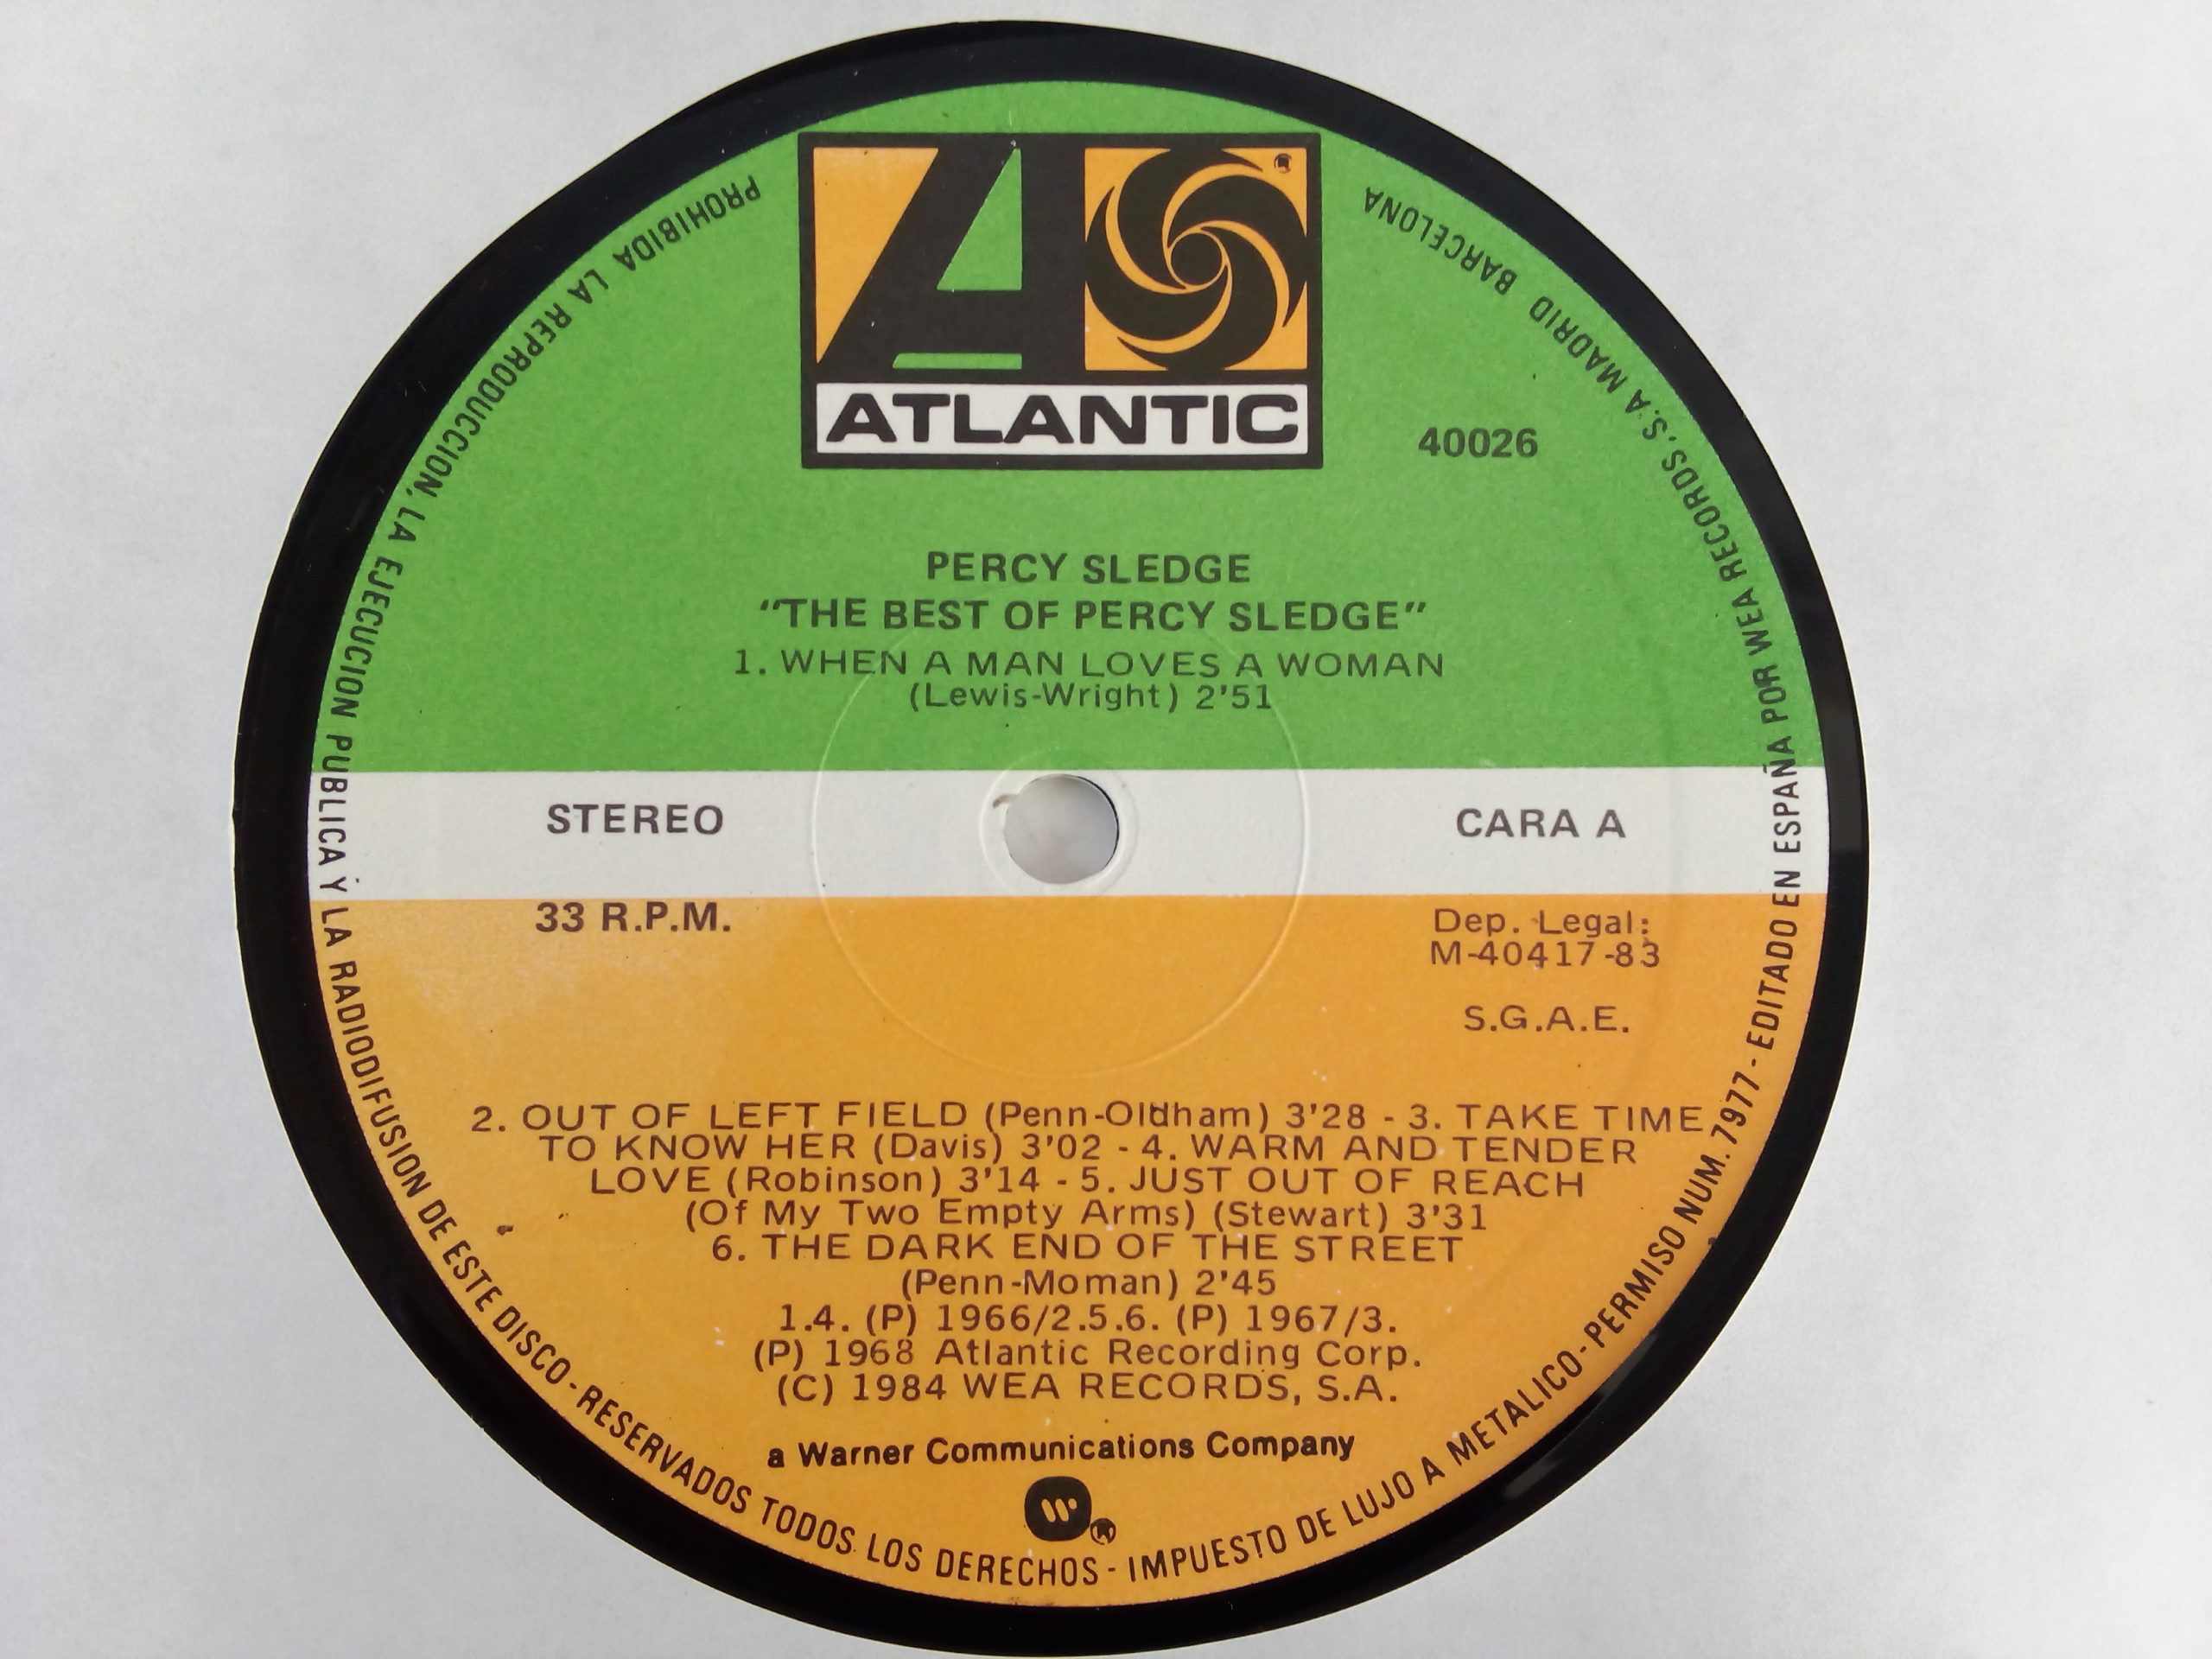 ATLANTIC
40026
PERCY SLEDGE
"THE BEST OF PERCY SLEDGE"
1. WHEN A MAN LOVES A WOMAN
(Lewis-Wright) 2'51
STEREO
CARA A
33 R.P.M.
Dep. Legal:
M-40417-83
S.G.A.E.
2. OUT OF LEFT FIELD (Penn-Oldham) 3'28 - 3. TAKE TIME
TO KNOW HER (Davis) 3'02 - 4. WARM AND TENDER
LOVE (Robinson) 3'14 - 5. JUST OUT OF REACH
(Of My Two Empty Arms) (Stewart) 3'31
6. THE DARK END OF THE STREET
(Penn-Moman) 2'45
1.4. (P) 1966/2.5.6. (P) 1967/3.
(P) 1968 Atlantic Recording Corp.
(C) 1984 WEA RECORDS, S.A.
a Warner Communications Company
PROHIBIDA LA REPRODUCCION, LA EJECUCION PUBLICA Y LA RADIODIFUSION DE ESTE DISCO - RESERVADOS TODOS LOS DERECHOS - IMPUESTO DE LUJO A METALICO - PERMISO NUM. 7977 - EDITADO EN ESPAÑA POR WEA RECORDS, S.A MADRID BARCELONA